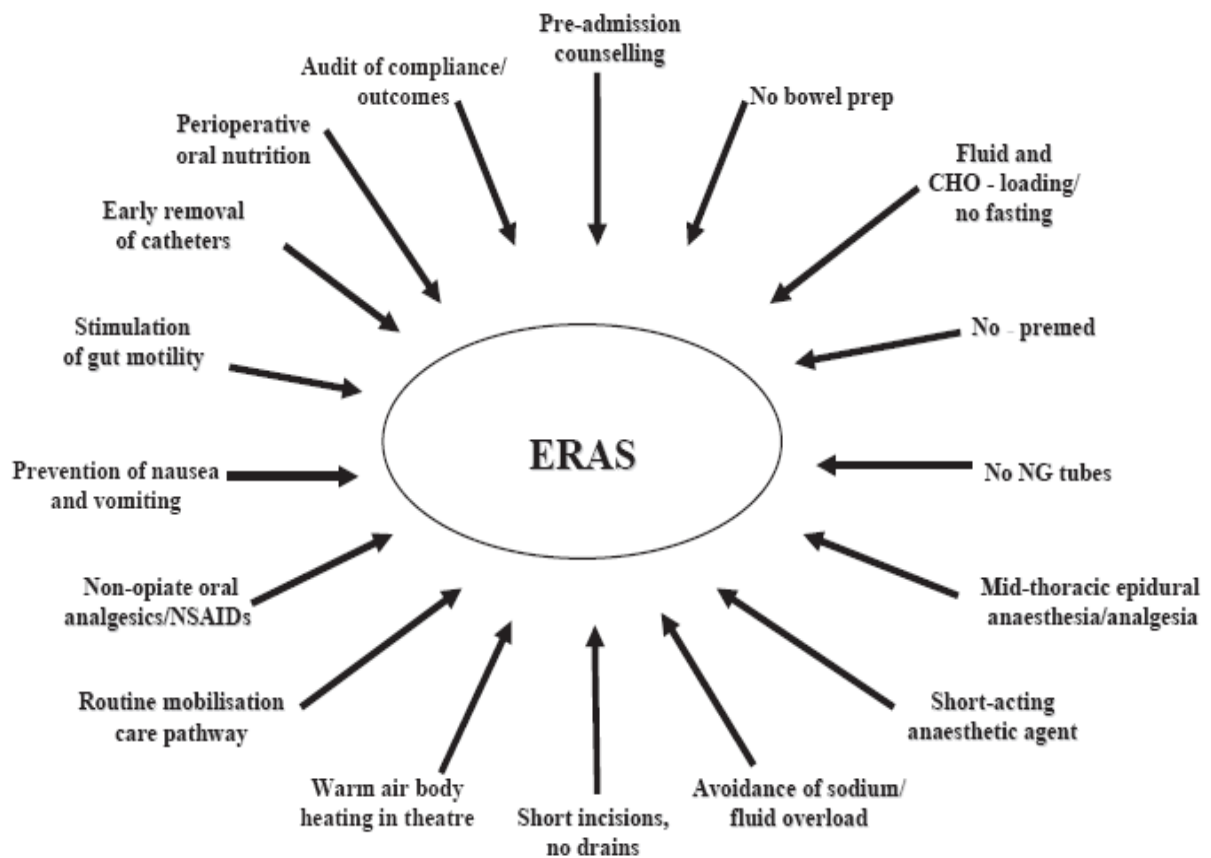 Pre-admission
counselling
No bowel prep
Fluid and
CHO - loading/
no fasting
No - premed
No NG tubes
Mid-thoracic epidural
anaesthesia/analgesia
Short-acting
anaesthetic agent
Avoidance of sodium/
fluid overload
Short incisions,
no drains
Warm air body
heating in theatre
Routine mobilisation
care pathway
Non-opiate oral
analgesics/NSAIDs
Prevention of nausea
and vomiting
Stimulation
of gut motility
Early removal
of catheters
Perioperative
oral nutrition
Audit of compliance/
outcomes
ERAS